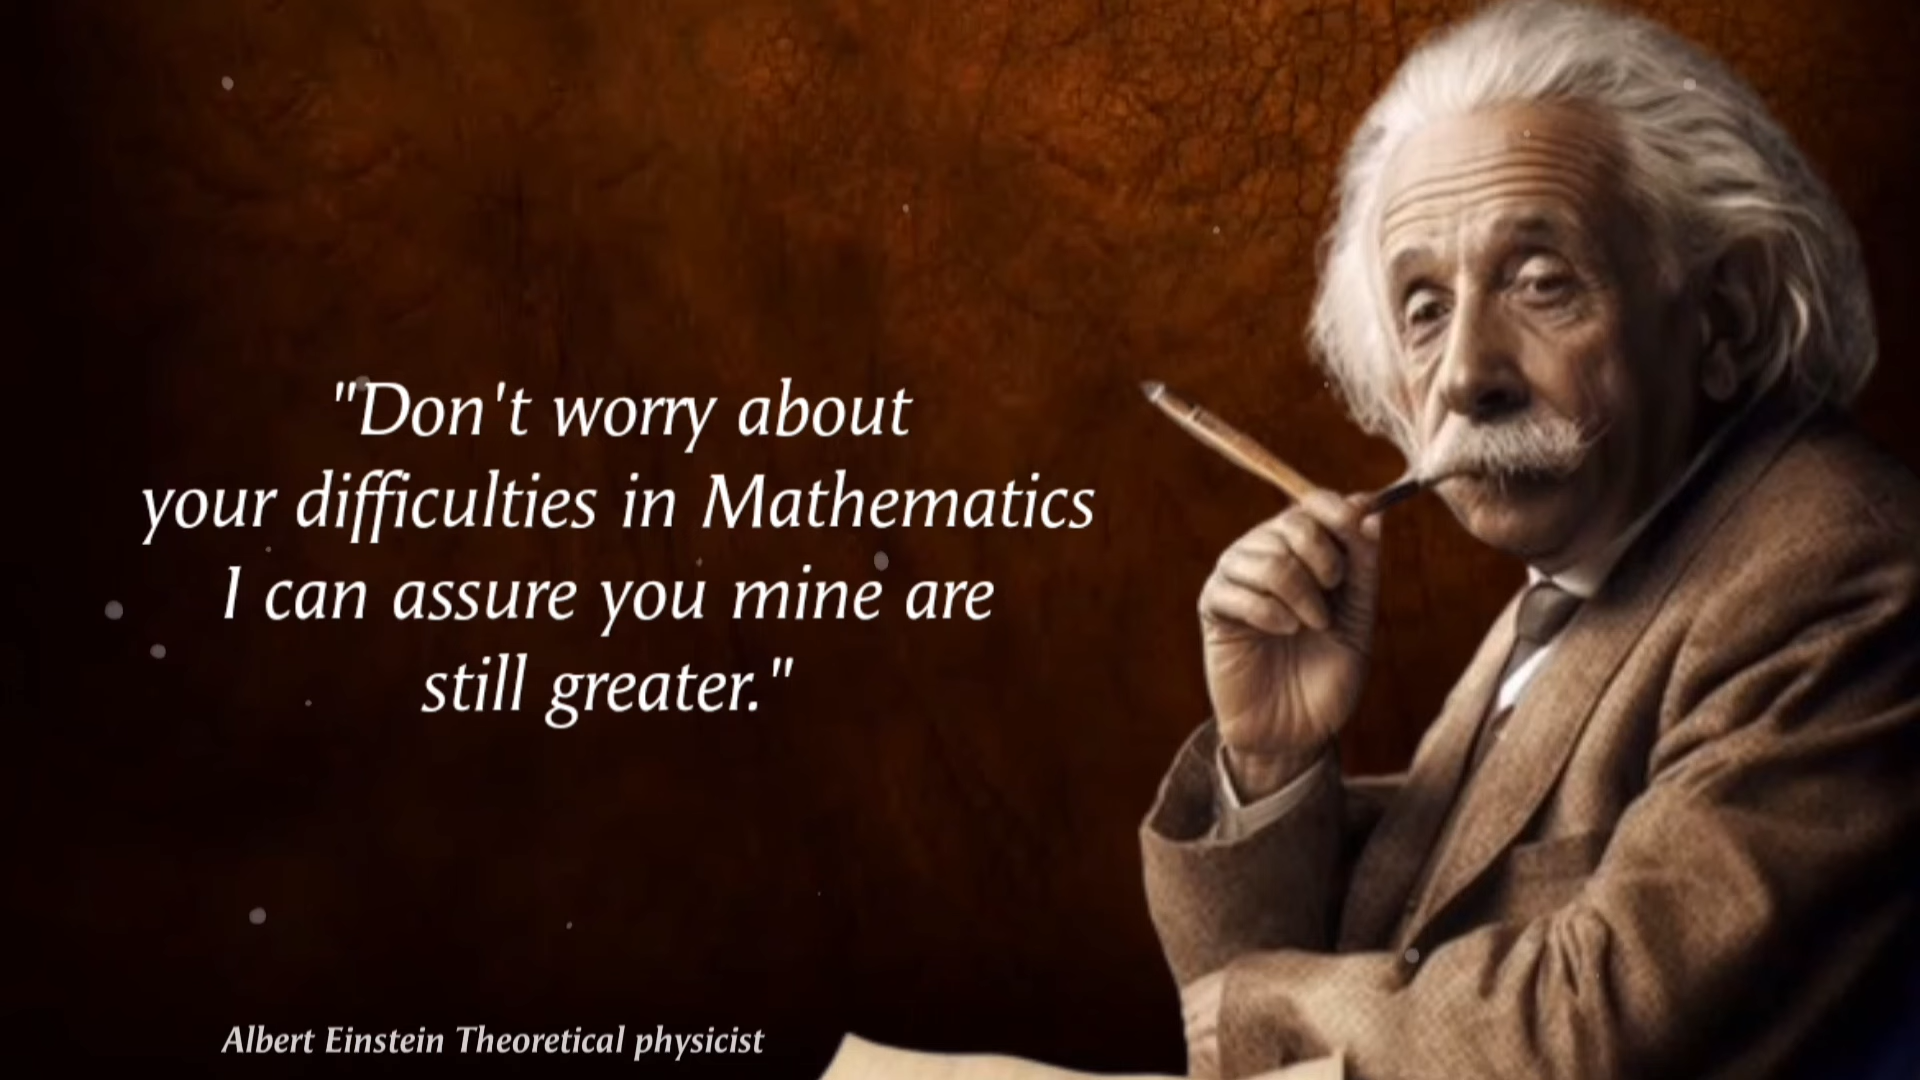 "Don't worry about
your difficulties in Mathematics
I can assure you mine are
still greater."
Albert Einstein Theoretical physicist